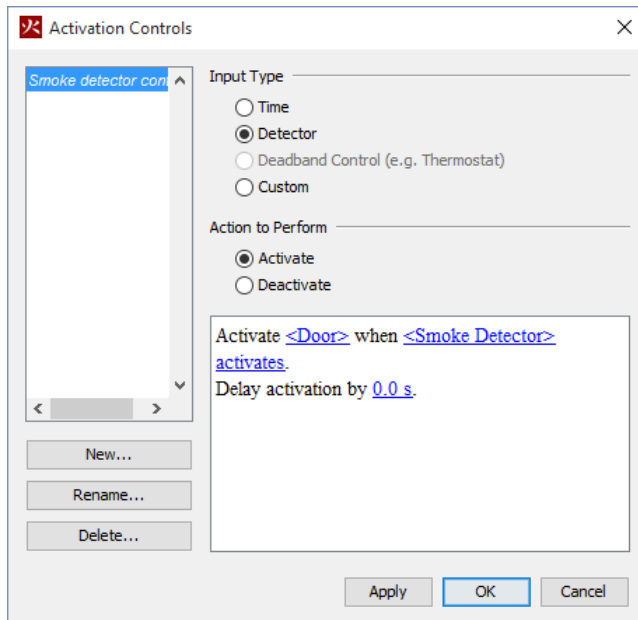 火 Activation Controls
Smoke detector con
Input Type
Time
Detector
Deadband Control (e.g. Thermostat)
Custom
Action to Perform
Activate
Deactivate
Activate <Door> when <Smoke Detector>
activates.
Delay activation by 0.0 s.
New...
Rename...
Delete...
Apply
OK
Cancel